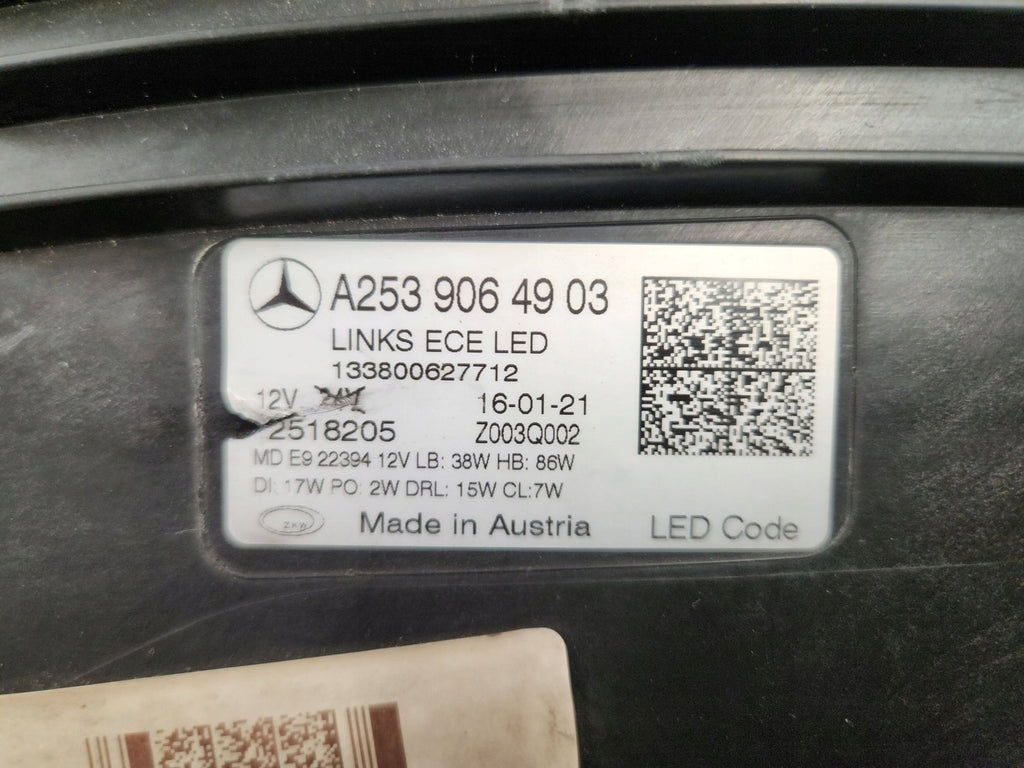 A253 906 49 03
LINKS ECE LED
133800627712
12V 24V 16-01-21
2518205 Z003Q002
MD E9 22394 12V LB: 38W HB: 86W
DI: 17W PO: 2W DRL: 15W CL:7W
ZKW Made in Austria LED Code